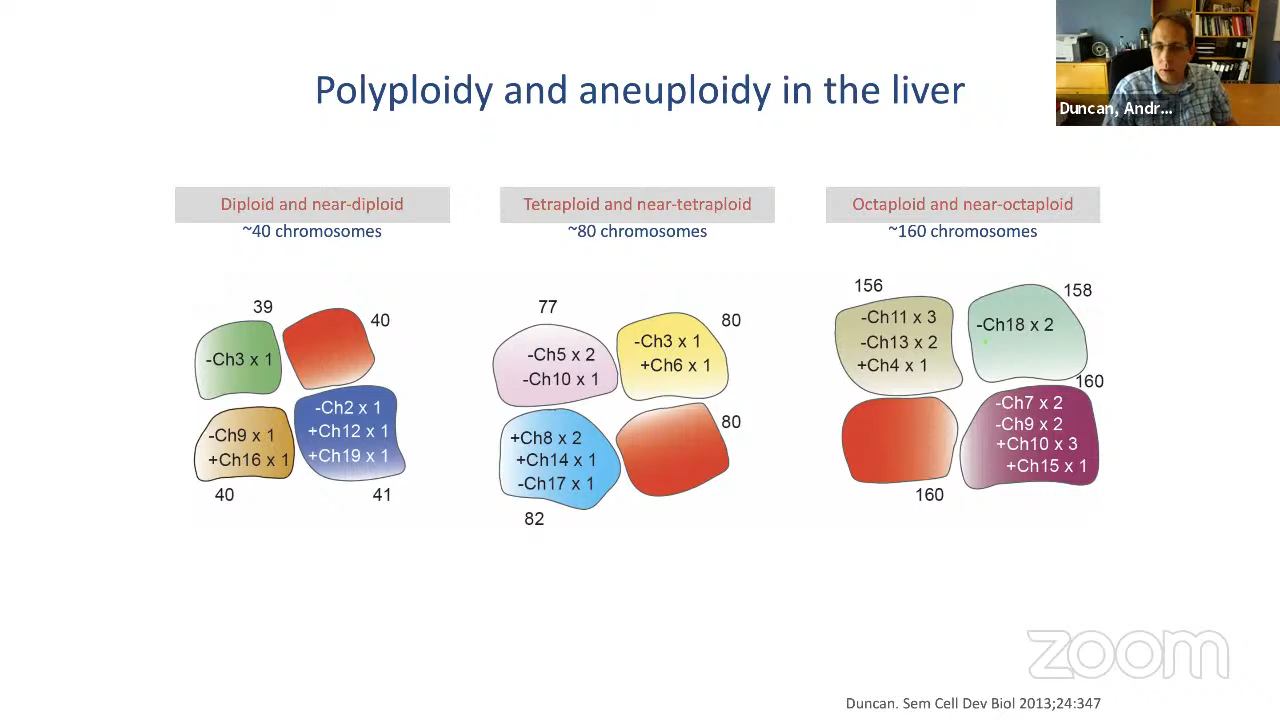 Polyploidy and aneuploidy in the liver
Duncan, Andr...
Diploid and near-diploid
~40 chromosomes
39
40
-Ch3 x 1
-Ch2 x 1
+Ch12 x 1
+Ch19 x 1
-Ch9 x 1
+Ch16 x 1
40
41
Tetraploid and near-tetraploid
~80 chromosomes
77
80
-Ch5 x 2
-Ch10 x 1
-Ch3 x 1
+Ch6 x 1
80
+Ch8 x 2
+Ch14 x 1
-Ch17 x 1
82
Octaploid and near-octaploid
~160 chromosomes
156
158
-Ch11 x 3
-Ch13 x 2
+Ch4 x 1
-Ch18 x 2
160
-Ch7 x 2
-Ch9 x 2
+Ch10 x 3
+Ch15 x 1
160
zoom
Duncan. Sem Cell Dev Biol 2013;24:347